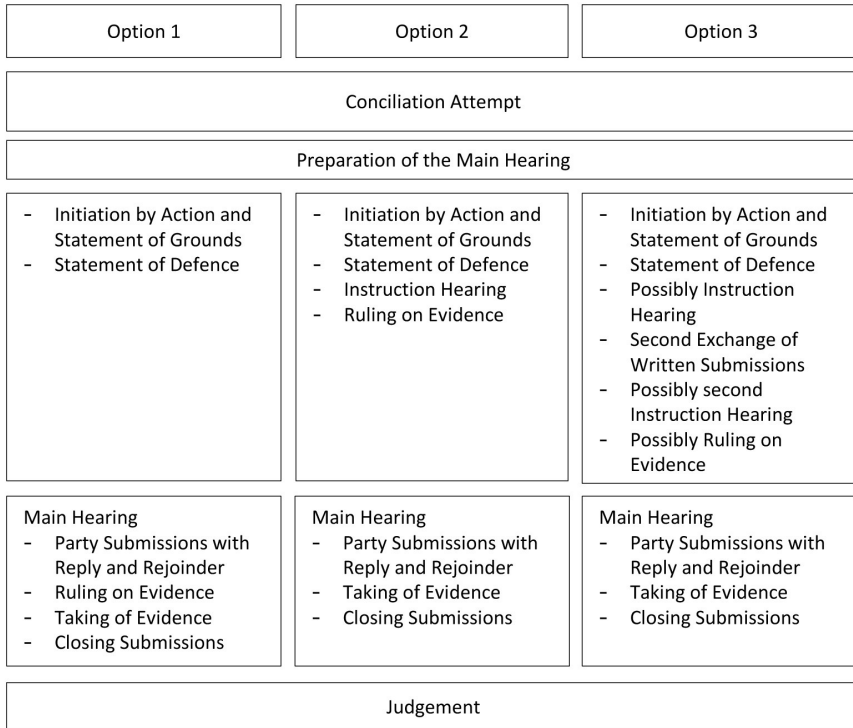 Option 1
Option 2
Option 3
Conciliation Attempt
Preparation of the Main Hearing
- Initiation by Action and
Statement of Grounds
- Statement of Defence
- Initiation by Action and
Statement of Grounds
- Statement of Defence
- Instruction Hearing
- Ruling on Evidence
- Initiation by Action and
Statement of Grounds
- Statement of Defence
- Possibly Instruction
Hearing
- Second Exchange of
Written Submissions
- Possibly second
Instruction Hearing
- Possibly Ruling on
Evidence
Main Hearing
- Party Submissions with
Reply and Rejoinder
- Ruling on Evidence
- Taking of Evidence
- Closing Submissions
Main Hearing
- Party Submissions with
Reply and Rejoinder
- Taking of Evidence
- Closing Submissions
Main Hearing
- Party Submissions with
Reply and Rejoinder
- Taking of Evidence
- Closing Submissions
Judgement